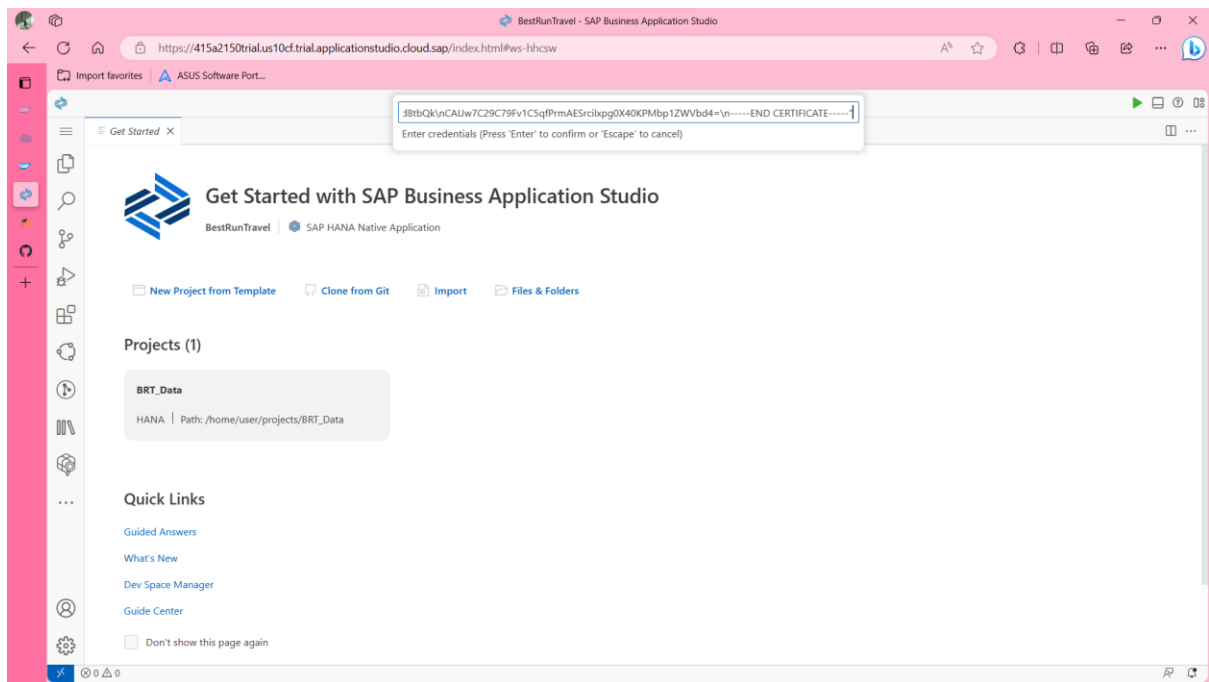 BestRunTravel - SAP Business Application Studio
https://415a2150trial.us10cf.trial.applicationstudio.cloud.sap/index.html#ws-hhcsw
Import favorites
ASUS Software Port...
Get Started
END CERTIFICATE-----"
Enter credentials (Press 'Enter' to confirm or 'Escape' to cancel)
Get Started with SAP Business Application Studio
BestRunTravel
SAP HANA Native Application
New Project from Template
Clone from Git
Import
Files & Folders
Projects (1)
BRT_Data
HANA | Path: /home/user/projects/BRT_Data
Quick Links
Guided Answers
What's New
Dev Space Manager
Guide Center
Don't show this page again
0 0